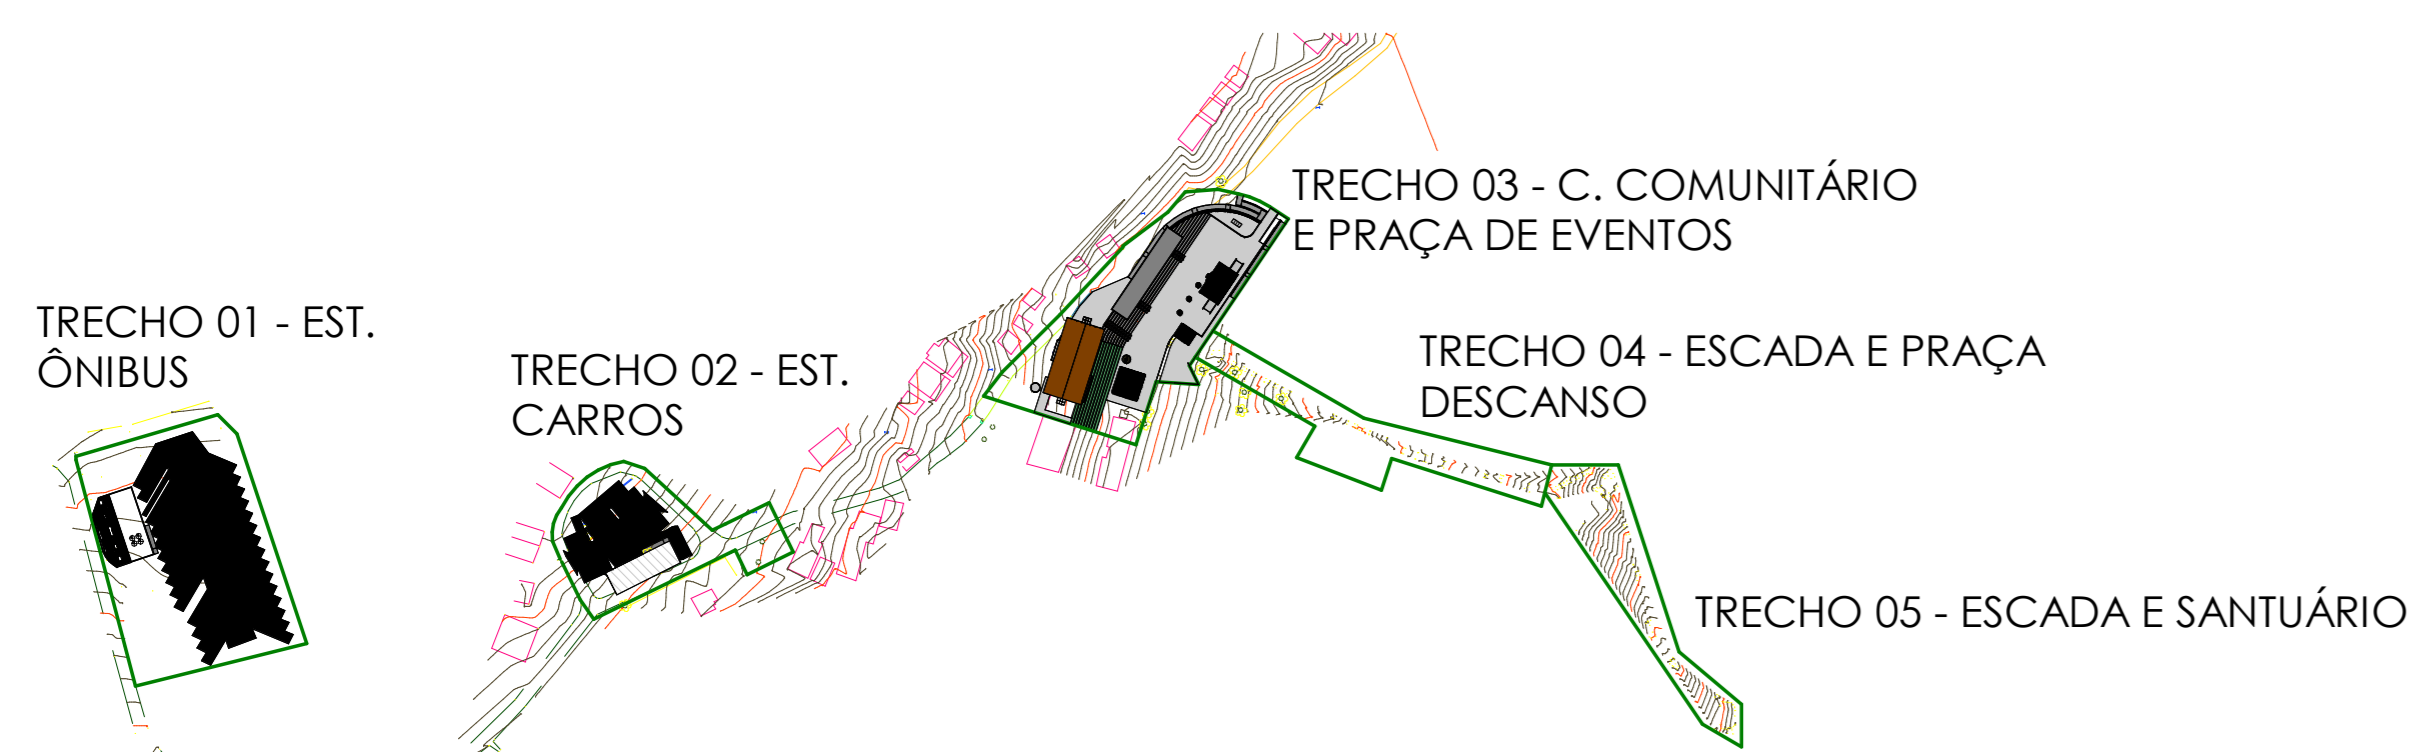 TRECHO 03 - C. COMUNITÁRIO
E PRAÇA DE EVENTOS
TRECHO 01 - EST.
ÔNIBUS
TRECHO 02 - EST.
CARROS
TRECHO 04 - ESCADA E PRAÇA
DESCANSO
TRECHO 05 - ESCADA E SANTUÁRIO